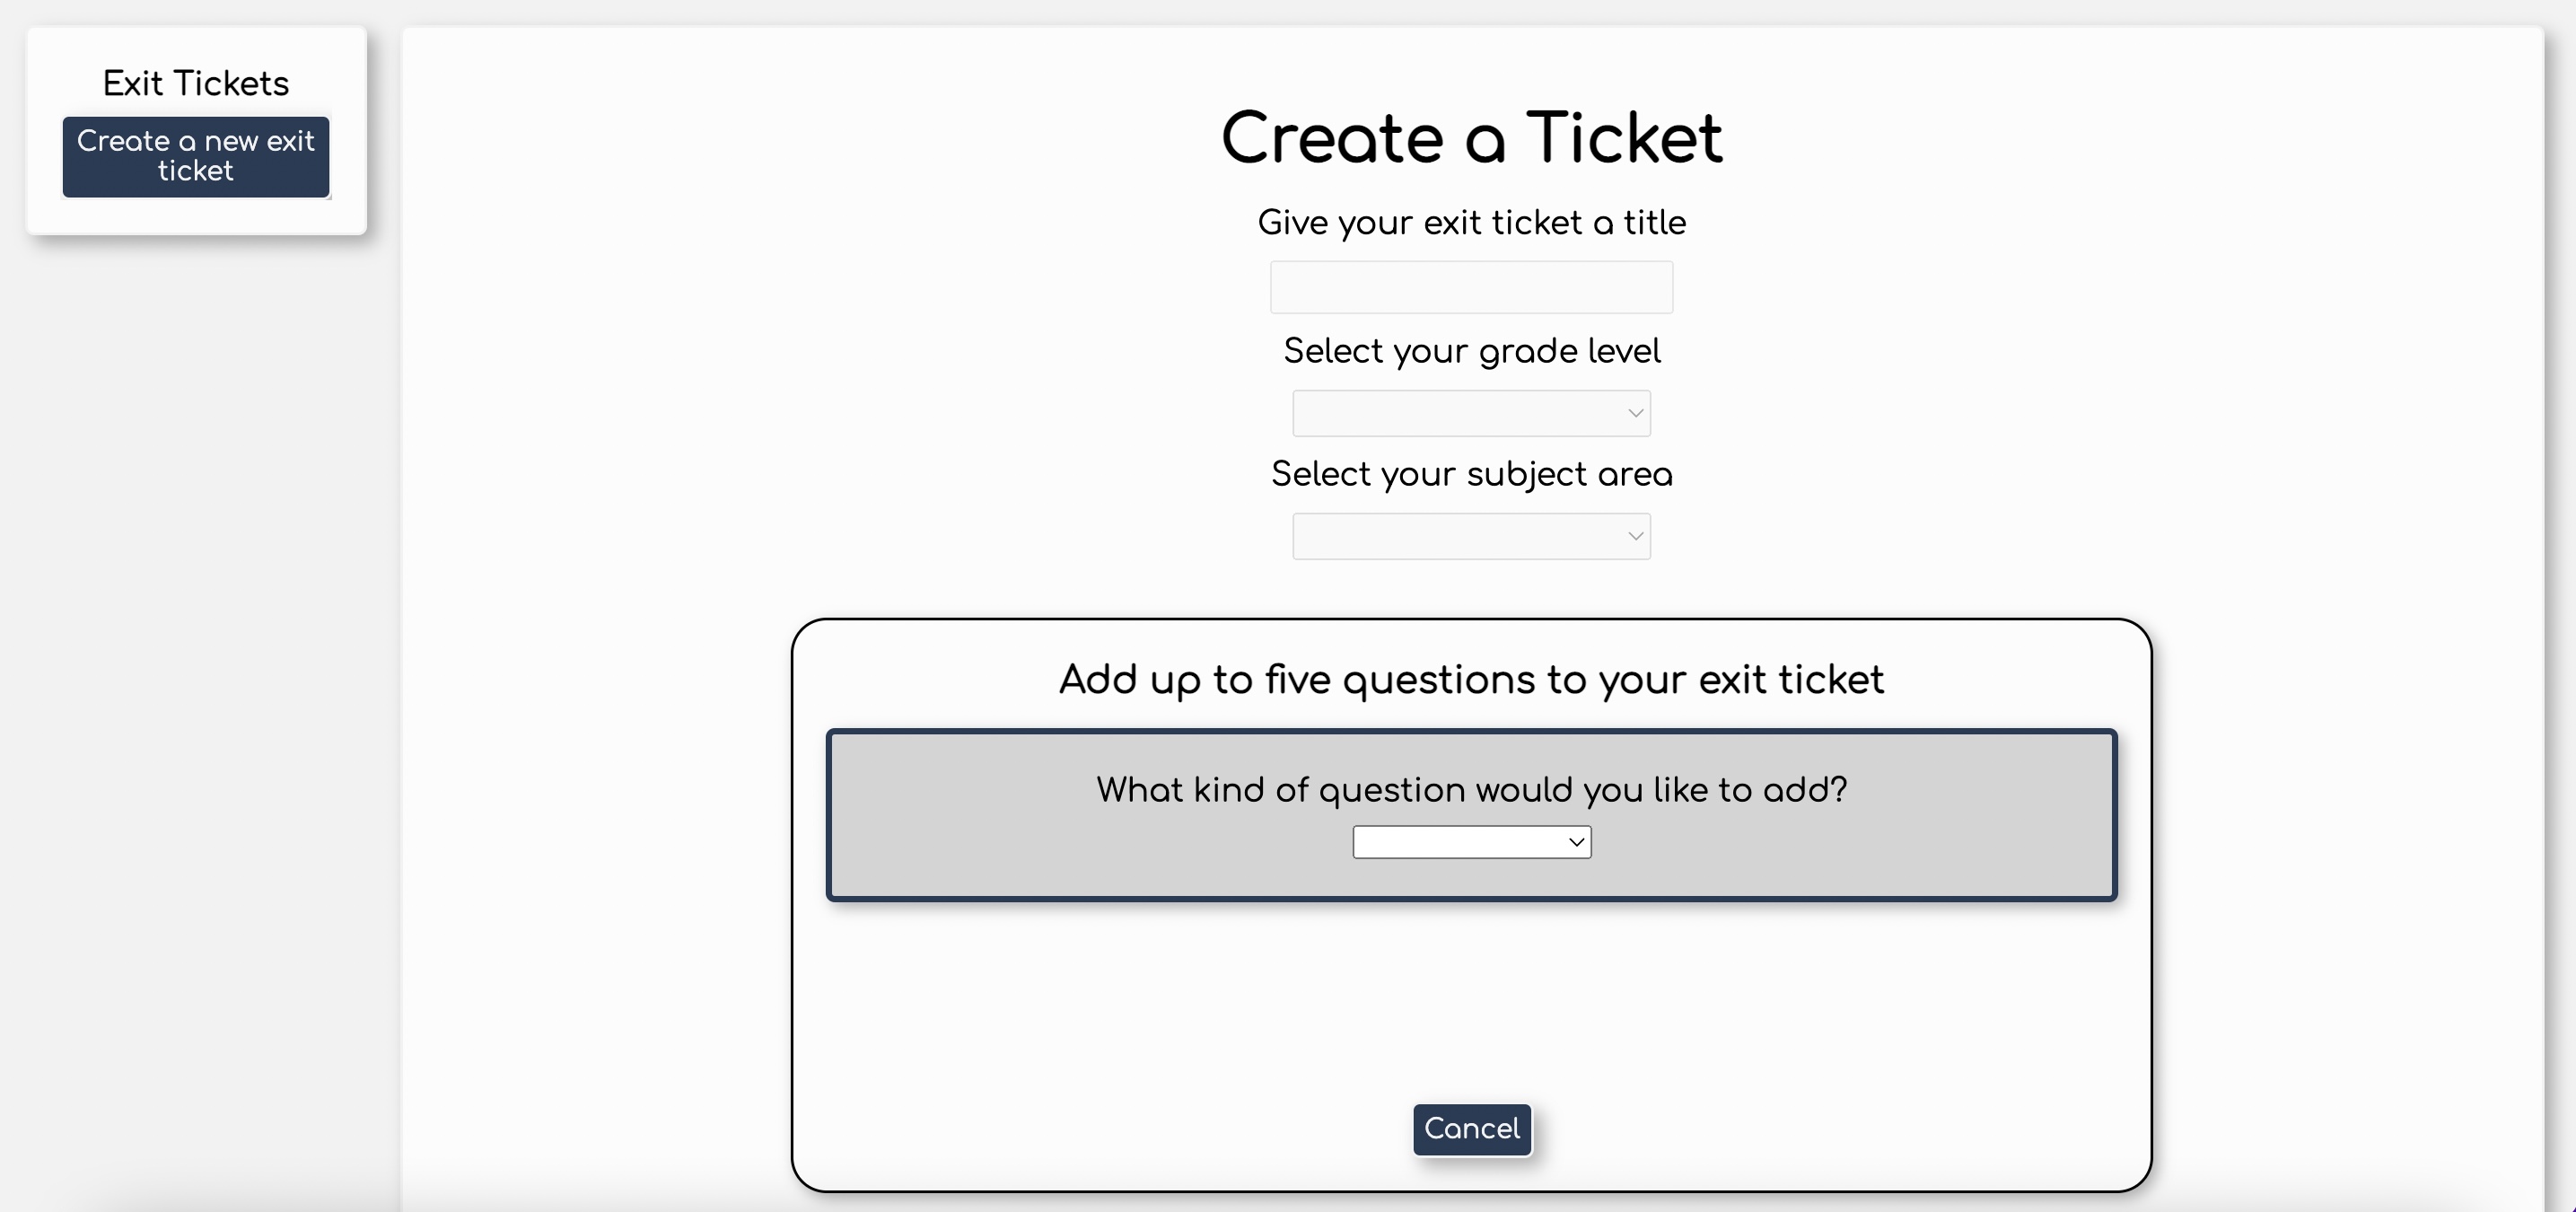 Exit Tickets
Create a new exit
ticket
Create a Ticket
Give your exit ticket a title
Select your grade level
Select your subject area
Add up to five questions to your exit ticket
What kind of question would you like to add?
Cancel